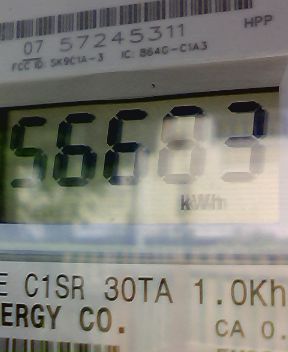 HPP
07 57245311
FCC ID: SK9C1A-3 IC: 864G-C1A3
56683
kWh
E C1SR 30TA 1.0Kh
ERGY CO.
CA 0.